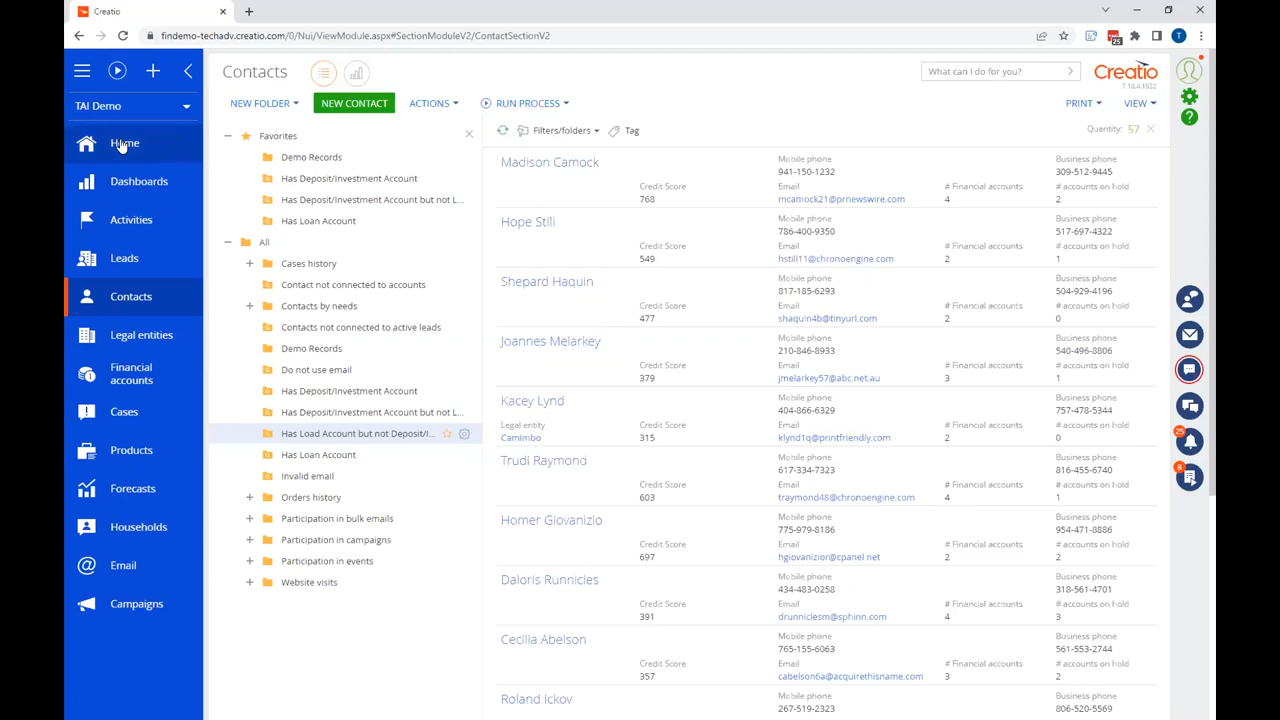 Creatio
findemo-techadv.creatio.com/0/Nui/ViewModule.aspx#SectionModuleV2/ContactSectionV2
25
T
TAI Demo
Home
Dashboards
Activities
Leads
Contacts
Legal entities
Financial
accounts
Cases
Products
Forecasts
Households
Email
Campaigns
Contacts
What can I do for you?
Creatio
7.18.4.1532
NEW FOLDER
NEW CONTACT
ACTIONS
RUN PROCESS
PRINT
VIEW
Favorites
Demo Records
Has Deposit/Investment Account
Has Deposit/Investment Account but not L...
Has Loan Account
All
Cases history
Contact not connected to accounts
Contacts by needs
Contacts not connected to active leads
Demo Records
Do not use email
Has Deposit/Investment Account
Has Deposit/Investment Account but not L...
Has Load Account but not Deposit/I...
Has Loan Account
Invalid email
Orders history
Participation in bulk emails
Participation in campaigns
Participation in events
Website visits
Filters/folders
Tag
Quantity: 57
Madison Camock
Mobile phone
941-150-1232
Business phone
309-512-9445
Credit Score
768
Email
mcamock21@prnewswire.com
# Financial accounts
4
# accounts on hold
2
Hope Still
Mobile phone
786-400-9350
Business phone
517-697-4322
Credit Score
549
Email
hstill11@chronoengine.com
# Financial accounts
2
# accounts on hold
1
Shepard Haquin
Mobile phone
817-185-6293
Business phone
504-929-4196
Credit Score
477
Email
shaquin4b@tinyurl.com
# Financial accounts
2
# accounts on hold
0
Joannes Melarkey
Mobile phone
210-846-8933
Business phone
540-496-8806
Credit Score
379
Email
jmelarkey57@abc.net.au
# Financial accounts
3
# accounts on hold
1
Kacey Lynd
Mobile phone
404-866-6329
Business phone
757-478-5344
Legal entity
Camimbo
Credit Score
315
Email
klynd1q@printfriendly.com
# Financial accounts
2
# accounts on hold
0
Trudi Raymond
Mobile phone
617-334-7323
Business phone
816-455-6740
Credit Score
603
Email
traymond48@chronoengine.com
# Financial accounts
4
# accounts on hold
1
Homer Giovanizio
Mobile phone
775-979-8186
Business phone
954-471-8886
Credit Score
697
Email
hgiovanizior@cpanel.net
# Financial accounts
2
# accounts on hold
2
Daloris Runnicles
Mobile phone
434-483-0258
Business phone
318-561-4701
Credit Score
391
Email
drunniclesm@sphinn.com
# Financial accounts
4
# accounts on hold
3
Cecilla Abelson
Mobile phone
765-155-6063
Business phone
561-553-2744
Credit Score
357
Email
cabelson6a@acquirethisname.com
# Financial accounts
3
# accounts on hold
2
Roland Ickov
Mobile phone
267-519-2323
Business phone
806-520-5569
25
8